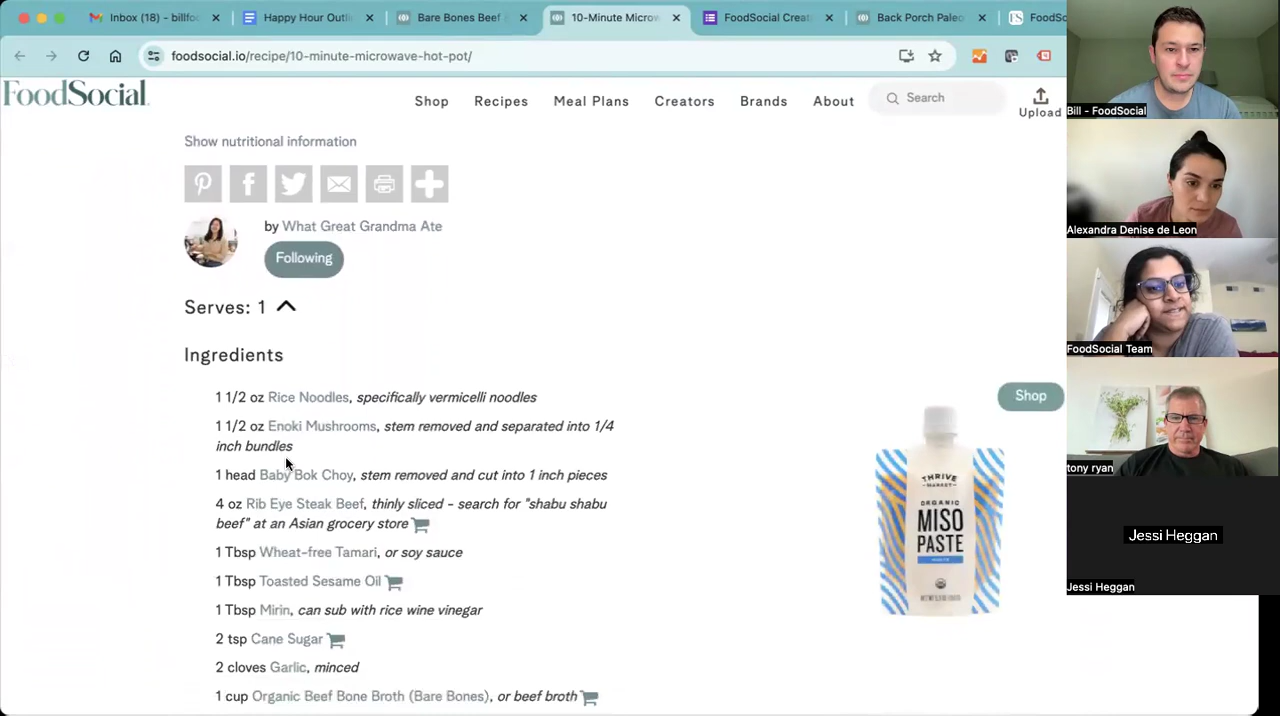 Inbox (18) - billfo
Happy Hour Outli
Bare Bones Beef
10-Minute Microw
FoodSocial Creat
Back Porch Paleo
FoodSo
foodsocial.io/recipe/10-minute-microwave-hot-pot/
FoodSocial
Shop
Recipes
Meal Plans
Creators
Brands
About
Search
Upload
Show nutritional information
by What Great Grandma Ate
Following
Serves: 1
Ingredients
1 1/2 oz Rice Noodles, specifically vermicelli noodles
1 1/2 oz Enoki Mushrooms, stem removed and separated into 1/4
inch bundles
1 head Baby Bok Choy, stem removed and cut into 1 inch pieces
4 oz Rib Eye Steak Beef, thinly sliced - search for "shabu shabu
beef" at an Asian grocery store
1 Tbsp Wheat-free Tamari, or soy sauce
1 Tbsp Toasted Sesame Oil
1 Tbsp Mirin, can sub with rice wine vinegar
2 tsp Cane Sugar
2 cloves Garlic, minced
1 cup Organic Beef Bone Broth (Bare Bones), or beef broth
Shop
THRIVE
MARKET
ORGANIC
MISO
PASTE
Bill - FoodSocial
Alexandra Denise de Leon
FoodSocial Team
tony ryan
Jessi Heggan
Jessi Heggan